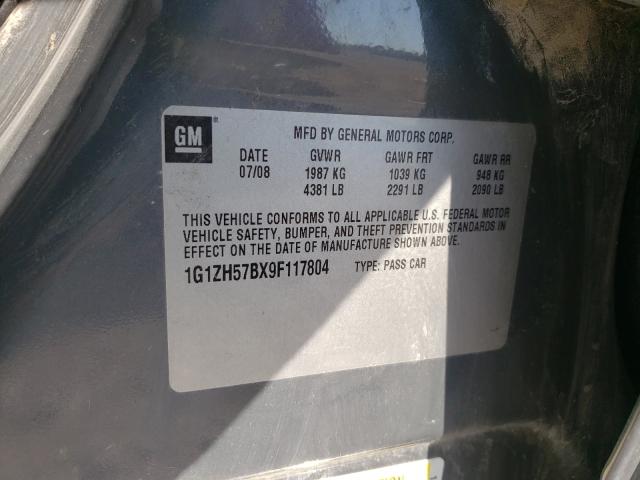 GM
MFD BY GENERAL MOTORS CORP.
DATE GVWR GAWR FRT GAWR RR
07/08 1987 KG 1039 KG 948 KG
4381 LB 2291 LB 2090 LB
THIS VEHICLE CONFORMS TO ALL APPLICABLE U.S. FEDERAL MOTOR
VEHICLE SAFETY, BUMPER, AND THEFT PREVENTION STANDARDS IN
EFFECT ON THE DATE OF MANUFACTURE SHOWN ABOVE.
1G1ZH57BX9F117804 TYPE: PASS CAR